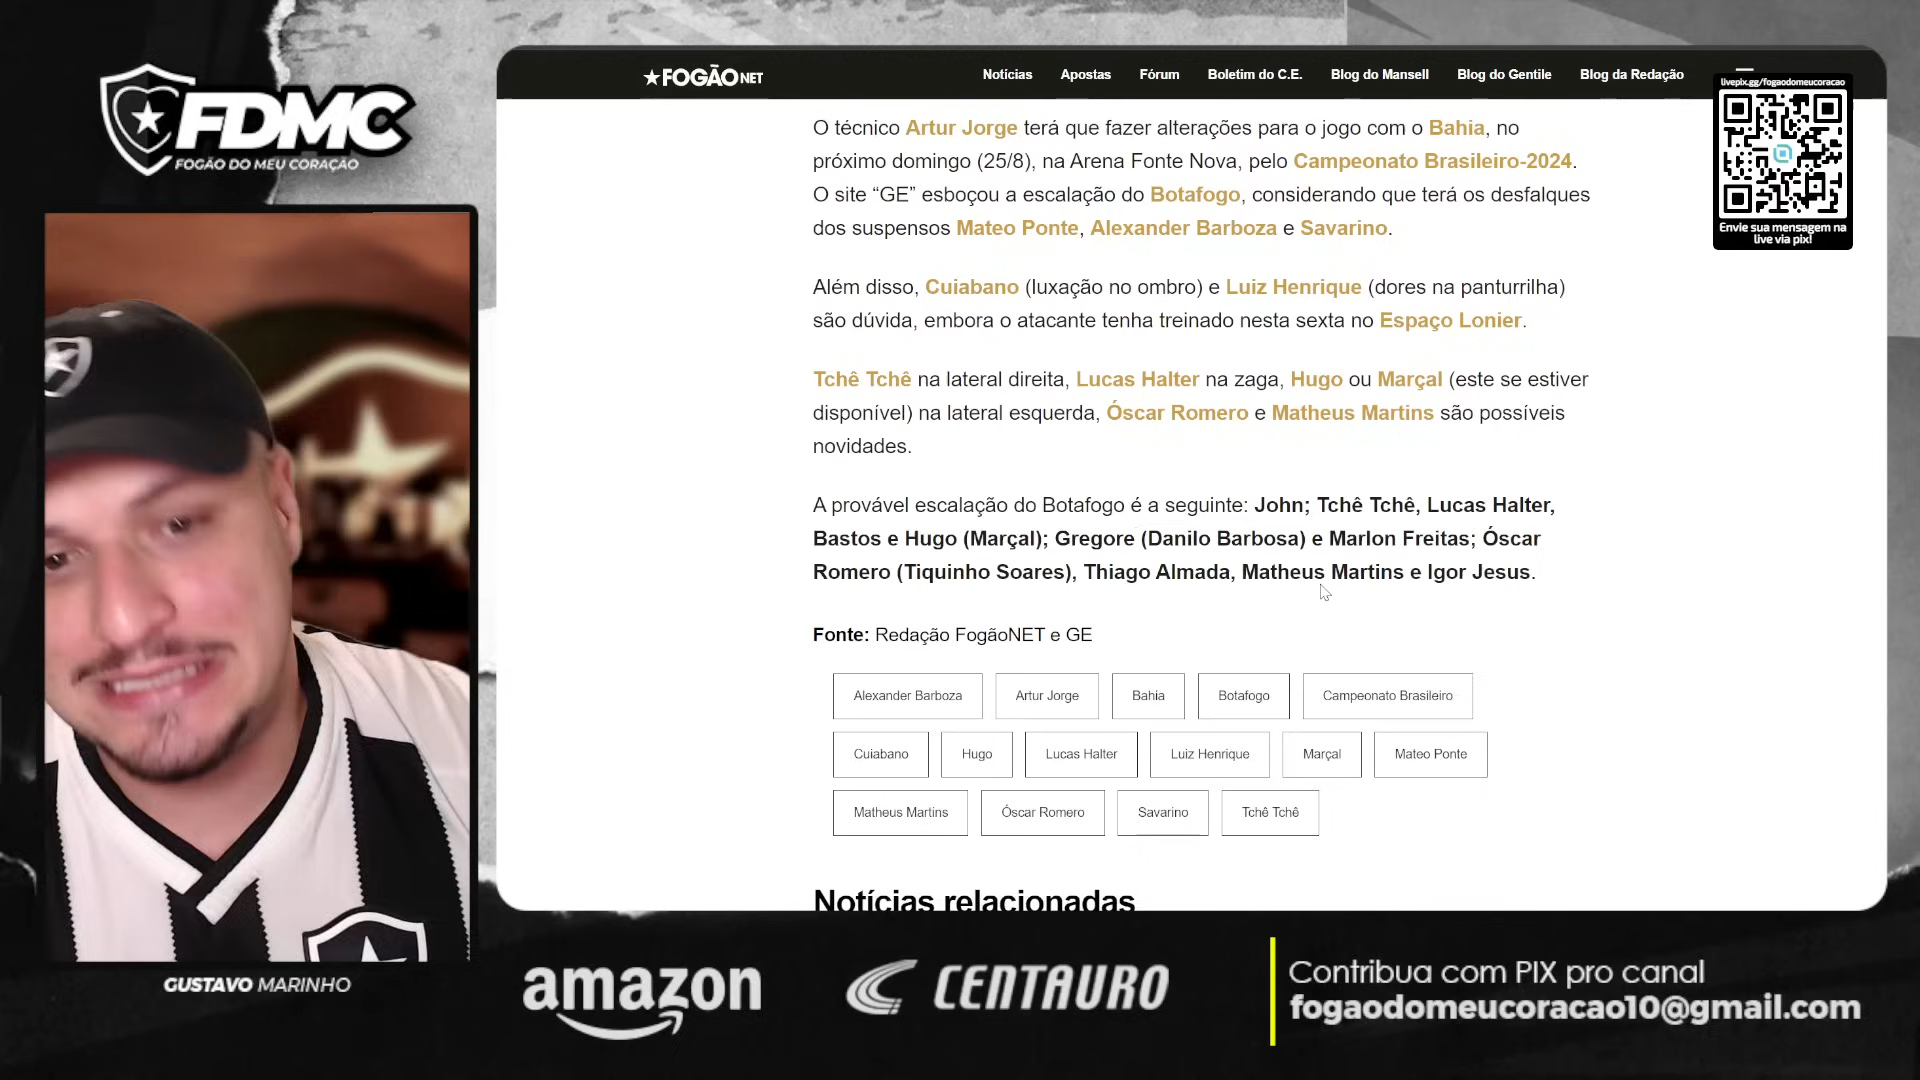 FDMC
FOGÃO DO MEU CORAÇÃO
FOGÃO NET
Notícias
Apostas
Fórum
Boletim do C.E.
Blog do Mansell
Blog do Gentile
Blog da Redação
livepix.gg/fogaodomeucoracao
Envie sua mensagem na
live via pix!
O técnico Artur Jorge terá que fazer alterações para o jogo com o Bahia, no
próximo domingo (25/8), na Arena Fonte Nova, pelo Campeonato Brasileiro-2024.
O site “GE” esboçou a escalação do Botafogo, considerando que terá os desfalques
dos suspensos Mateo Ponte, Alexander Barboza e Savarino.
Além disso, Cuiabano (luxação no ombro) e Luiz Henrique (dores na panturrilha)
são dúvida, embora o atacante tenha treinado nesta sexta no Espaço Lonier.
Tchê Tchê na lateral direita, Lucas Halter na zaga, Hugo ou Marçal (este se estiver
disponível) na lateral esquerda, Óscar Romero e Matheus Martins são possíveis
novidades.
A provável escalação do Botafogo é a seguinte: John; Tchê Tchê, Lucas Halter,
Bastos e Hugo (Marçal); Gregore (Danilo Barbosa) e Marlon Freitas; Óscar
Romero (Tiquinho Soares), Thiago Almada, Matheus Martins e Igor Jesus.
Fonte: Redação FogãoNET e GE
Alexander Barboza
Artur Jorge
Bahia
Botafogo
Campeonato Brasileiro
Cuiabano
Hugo
Lucas Halter
Luiz Henrique
Marçal
Mateo Ponte
Matheus Martins
Óscar Romero
Savarino
Tchê Tchê
Notícias relacionadas
GUSTAVO MARINHO
amazon
CENTAURO
Contribua com PIX pro canal
fogaodomeucoracao10@gmail.com